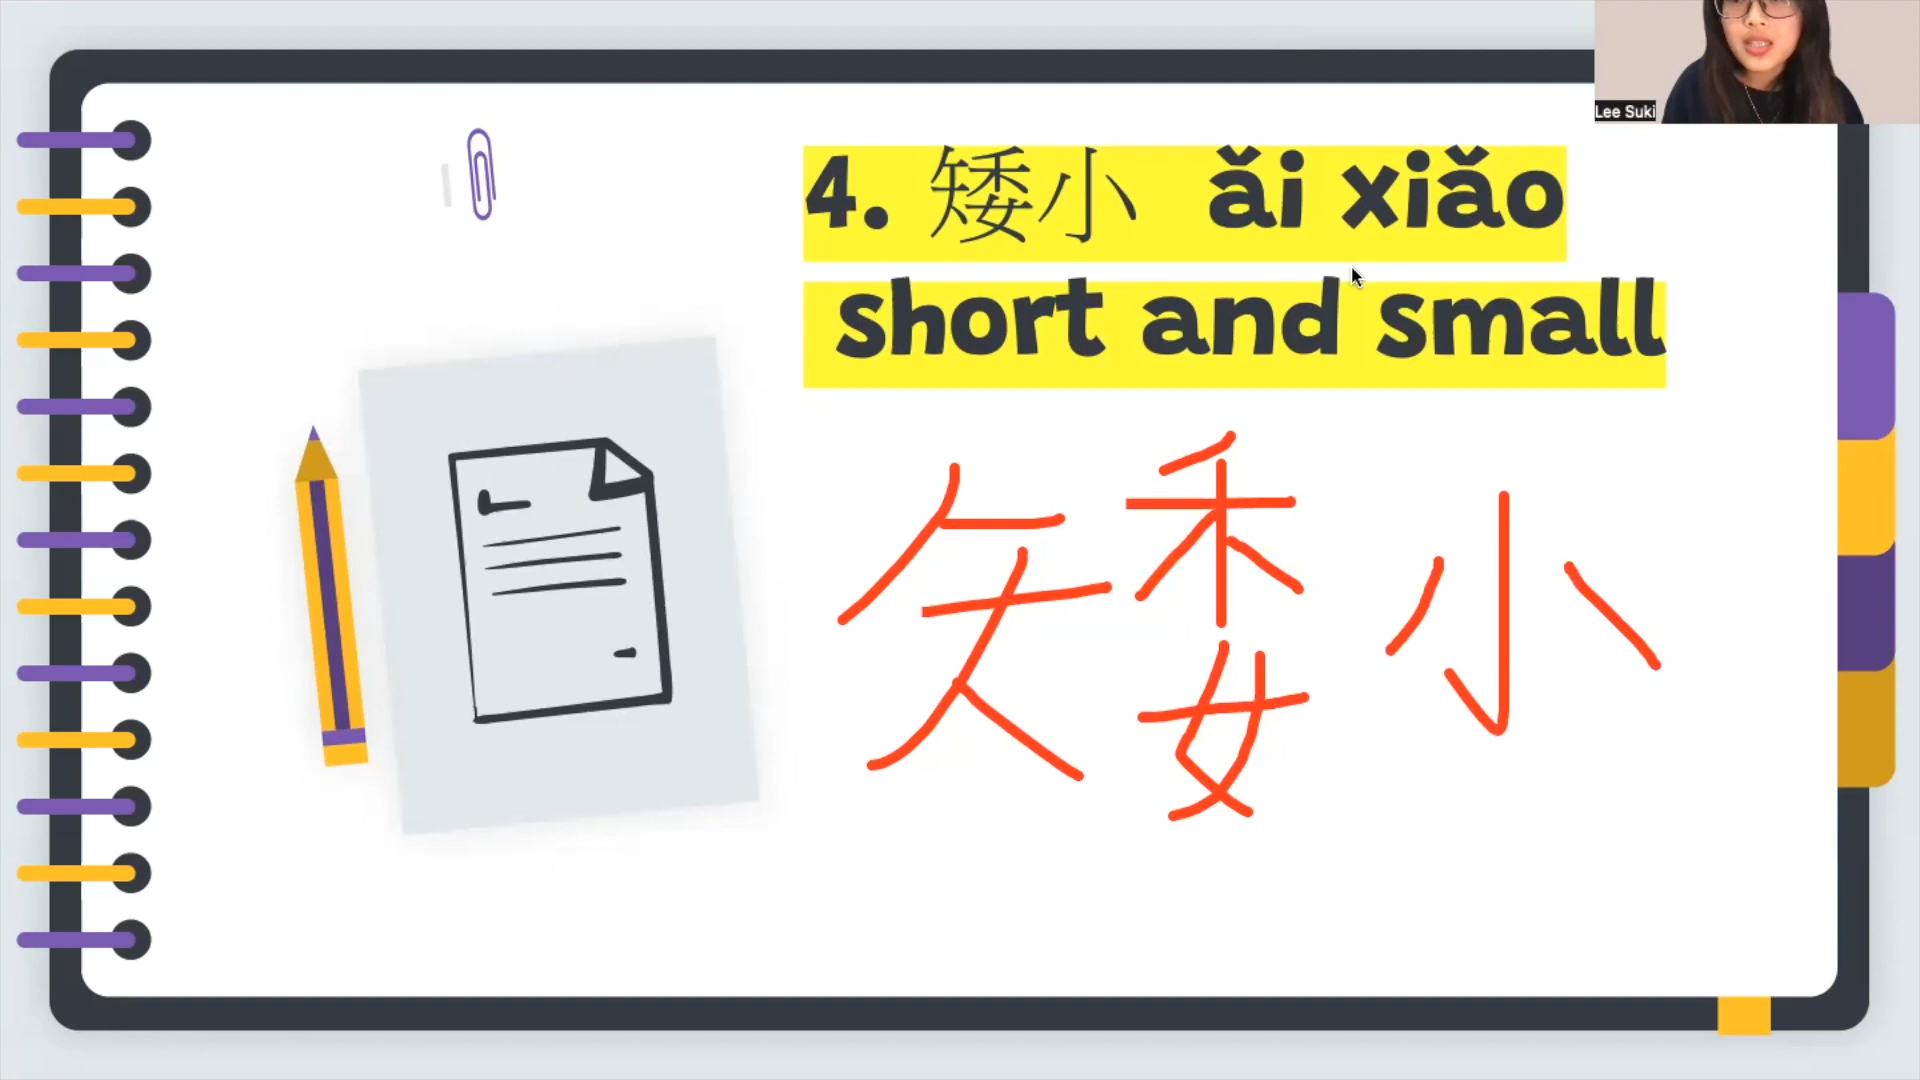 Lee Suki
4. 矮小 ǎi xiǎo
short and small
矮小